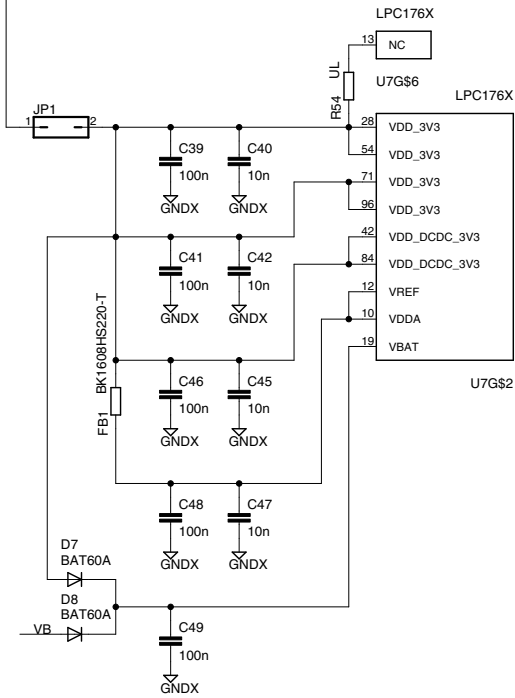 LPC176X
13
NC
UL
R54
U7G$6
LPC176X
JP1
1
2
28 VDD_3V3
54 VDD_3V3
71 VDD_3V3
96 VDD_3V3
42 VDD_DCDC_3V3
84 VDD_DCDC_3V3
12 VREF
10 VDDA
19 VBAT
U7G$2
C39
100n
GNDX
C40
10n
GNDX
C41
100n
GNDX
C42
10n
GNDX
BK1608HS220-T
FB1
C46
100n
GNDX
C45
10n
GNDX
C48
100n
GNDX
C47
10n
GNDX
D7
BAT60A
D8
BAT60A
VB
C49
100n
GNDX